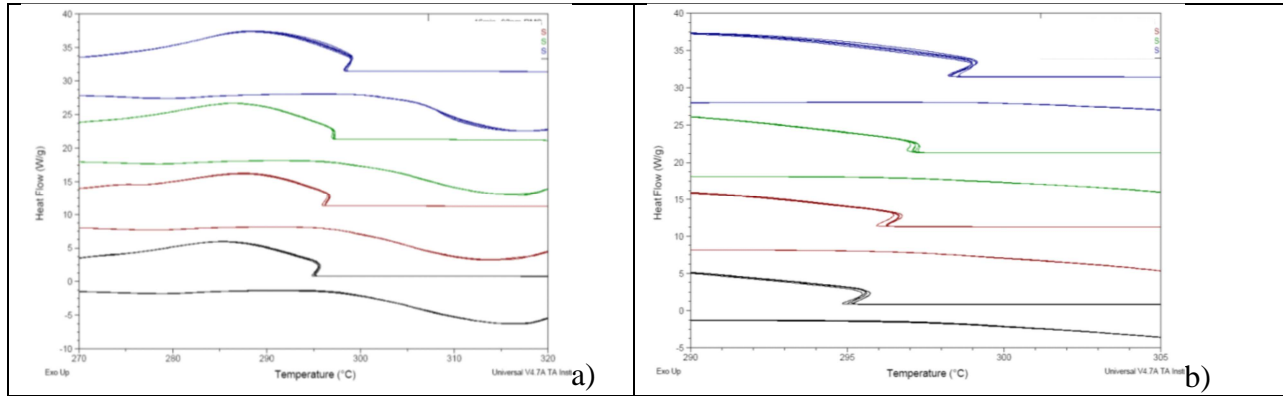 40
35
30
25
20
15
10
5
0
-5
-10
Heat Flow (W/g)
270 280 290 300 310 320
Exo Up
Temperature (°C)
Universal V4.7A TA Inst
S
S
S
a)
40
35
30
25
20
15
10
5
0
-5
Heat Flow (W/g)
290 295 300 305
Exo Up
Temperature (°C)
Universal V4.7A TA Inst
S
S
S
b)